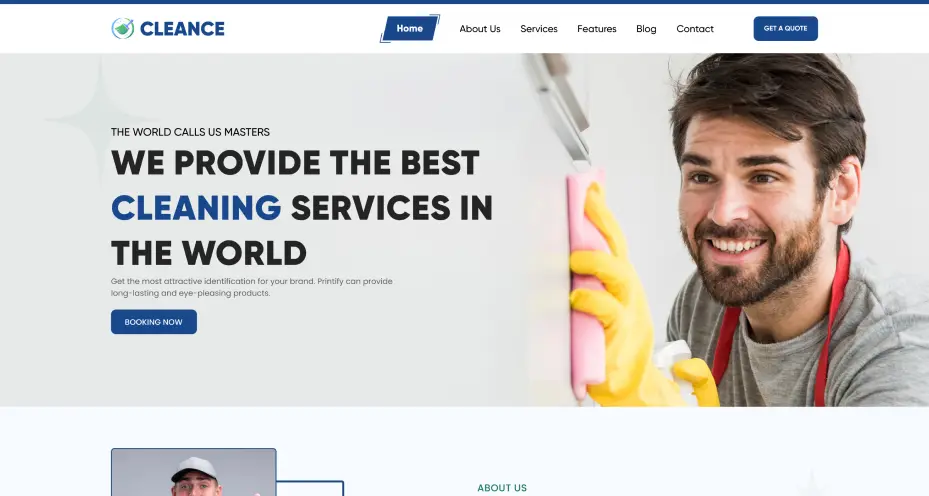 CLEANCE
Home
About Us
Services
Features
Blog
Contact
GET A QUOTE
THE WORLD CALLS US MASTERS
WE PROVIDE THE BEST
CLEANING SERVICES IN
THE WORLD
Get the most attractive identification for your brand. Printify can provide
long-lasting and eye-pleasing products.
BOOKING NOW
ABOUT US